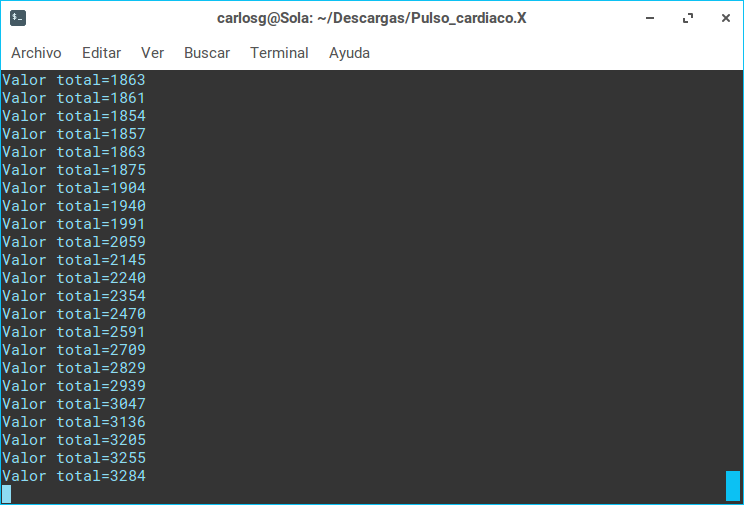 carlosg@Sola: ~/Descargas/Pulso_cardiaco.X
Archivo Editar Ver Buscar Terminal Ayuda
Valor total=1863
Valor total=1861
Valor total=1854
Valor total=1857
Valor total=1863
Valor total=1875
Valor total=1904
Valor total=1940
Valor total=1991
Valor total=2059
Valor total=2145
Valor total=2240
Valor total=2354
Valor total=2470
Valor total=2591
Valor total=2709
Valor total=2829
Valor total=2939
Valor total=3047
Valor total=3136
Valor total=3205
Valor total=3255
Valor total=3284